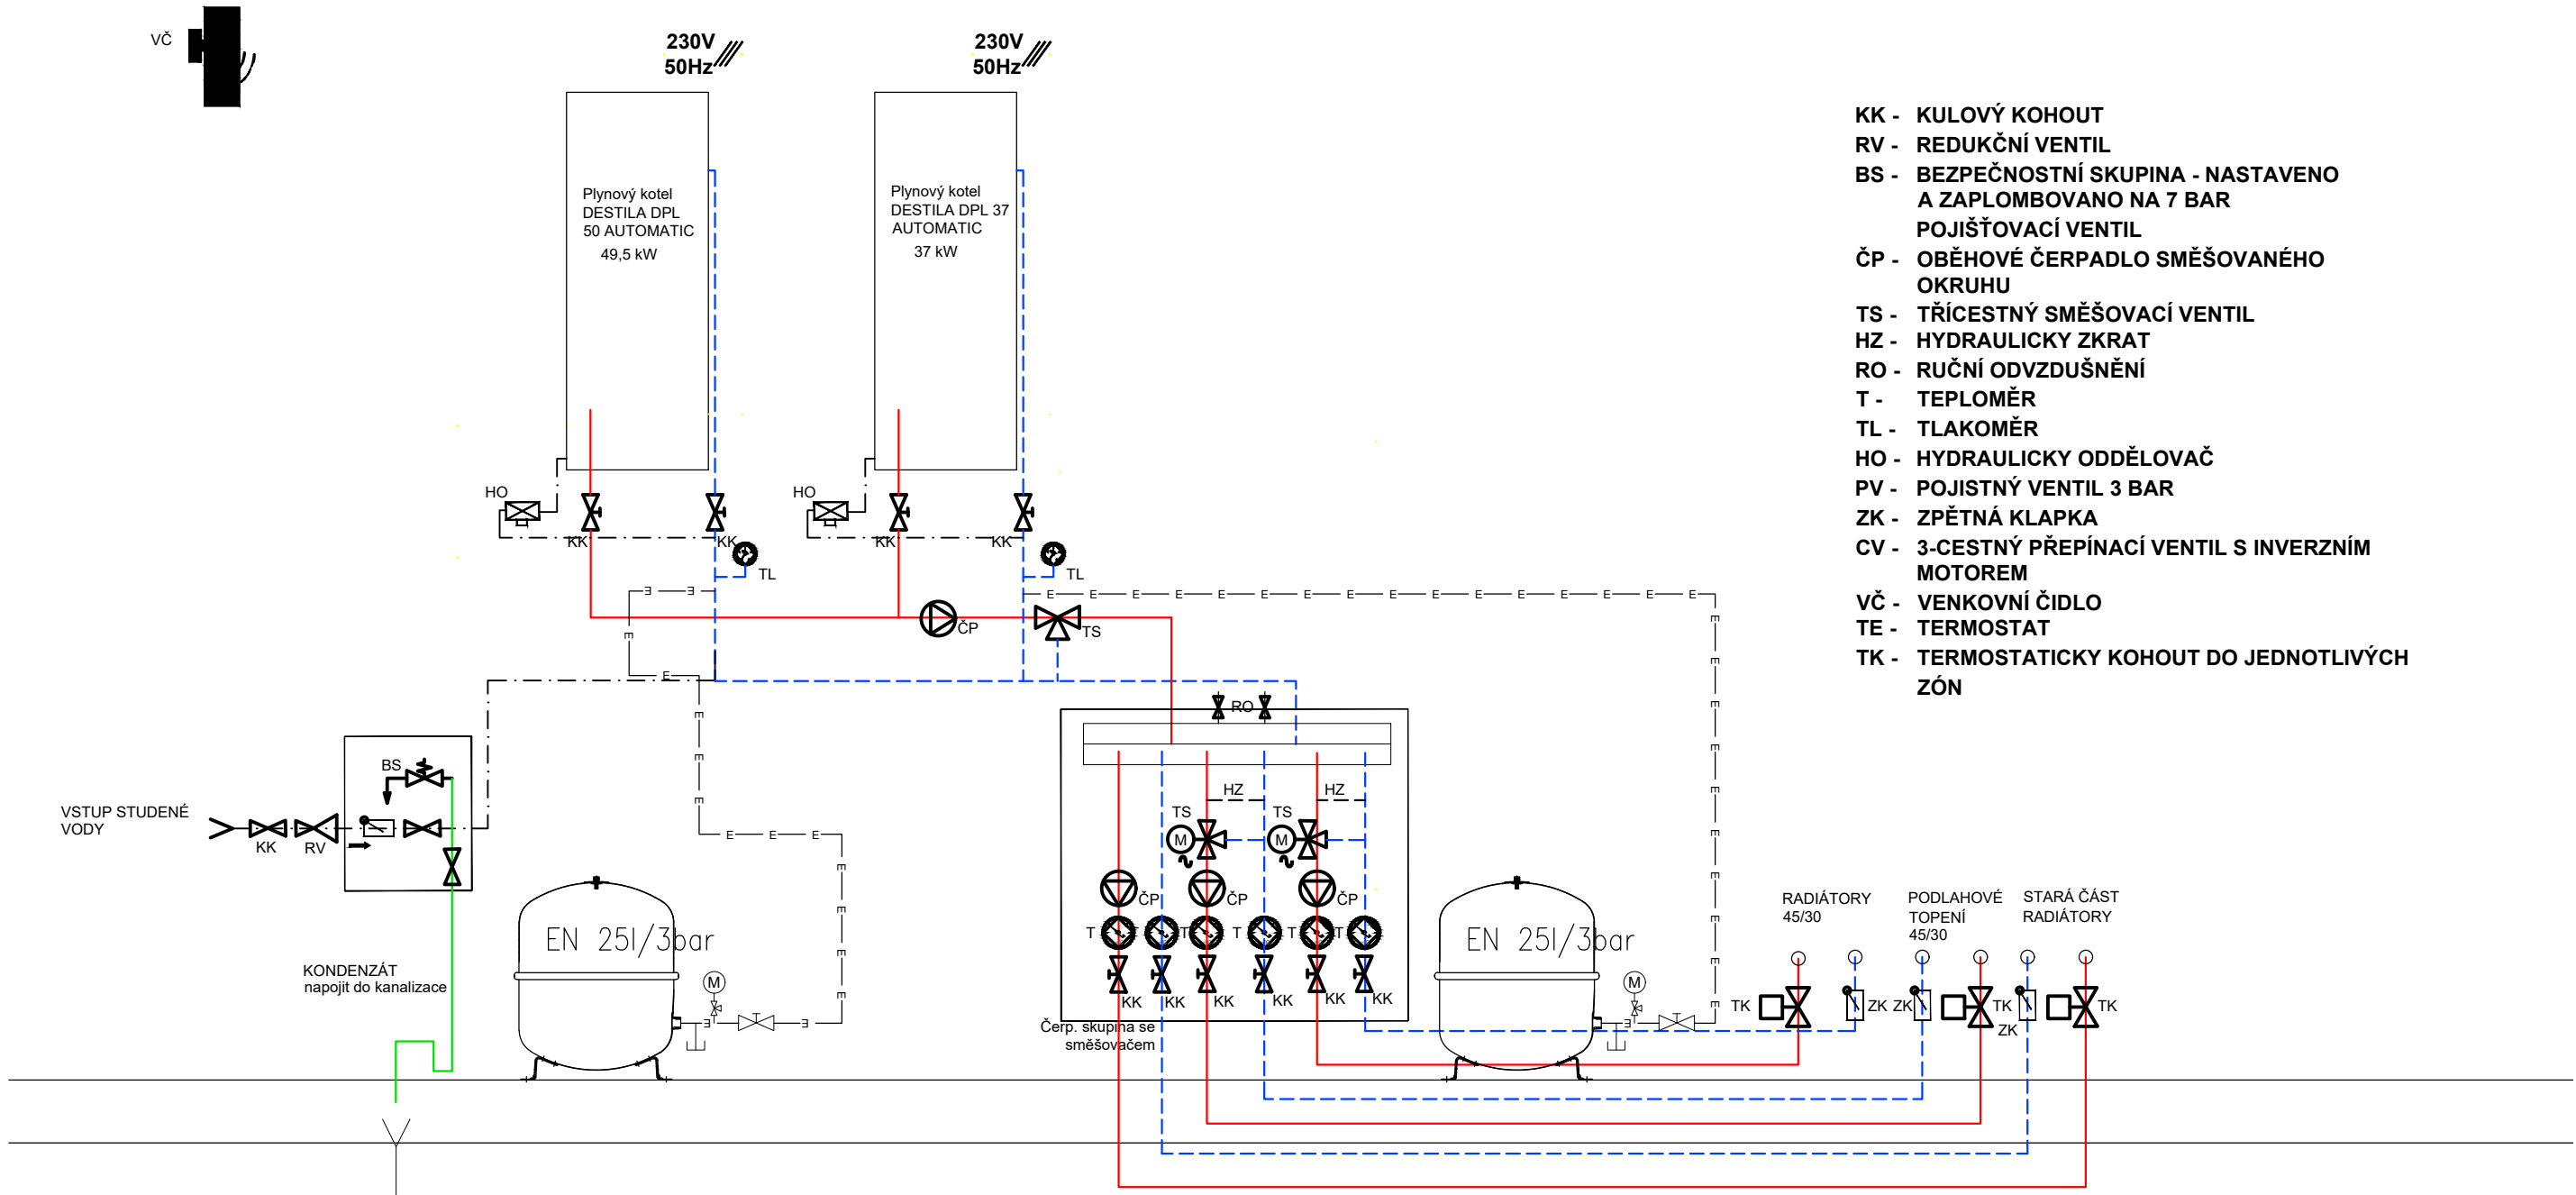 VČ
230V
50Hz
230V
50Hz
Plynový kotel
DESTILA DPL
50 AUTOMATIC
49,5 kW
Plynový kotel
DESTILA DPL 37
AUTOMATIC
37 kW
KK - KULOVÝ KOHOUT
RV - REDUKČNÍ VENTIL
BS - BEZPEČNOSTNÍ SKUPINA - NASTAVENO
A ZAPLOMBOVANO NA 7 BAR
POJIŠŤOVACÍ VENTIL
ČP - OBĚHOVÉ ČERPADLO SMĚŠOVANÉHO
OKRUHU
TS - TŘÍCESTNÝ SMĚŠOVACÍ VENTIL
HZ - HYDRAULICKY ZKRAT
RO - RUČNÍ ODVZDUŠNĚNÍ
T - TEPLOMĚR
TL - TLAKOMĚR
HO - HYDRAULICKY ODDĚLOVAČ
PV - POJISTNÝ VENTIL 3 BAR
ZK - ZPĚTNÁ KLAPKA
CV - 3-CESTNÝ PŘEPÍNACÍ VENTIL S INVERZNÍM
MOTOREM
VČ - VENKOVNÍ ČIDLO
TE - TERMOSTAT
TK - TERMOSTATICKY KOHOUT DO JEDNOTLIVÝCH
ZÓN
HO HO
KK KK KK KK
TL TL
E E E E E E E E E E E E E E E E
E E
E
ČP TS
E
RO
BS
HZ HZ
TS TS
M M
VSTUP STUDENÉ
VODY
KK RV
E E E
ČP ČP ČP
T T T T T T
KK KK KK KK KK KK
EN 25l/3bar
EN 25l/3bar
RADIÁTORY
45/30
PODLAHOVÉ
TOPENÍ
45/30
STARÁ ČÁST
RADIÁTORY
KONDENZÁT
napojit do kanalizace
M M
E E E
TK ZK ZK TK ZK TK
Čerp. skupina se
směšovačem